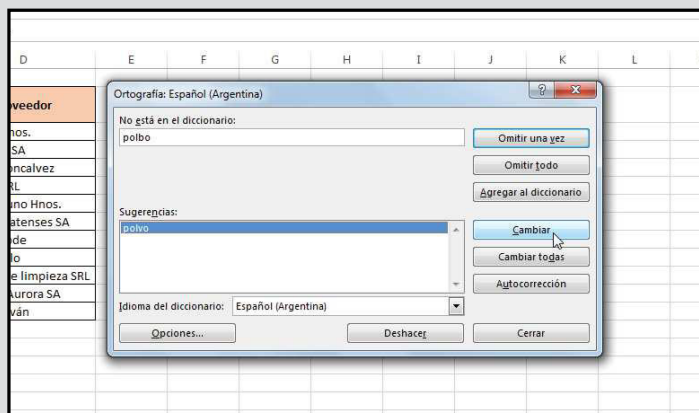 D E F G H I J K L
Ortografía: Español (Argentina)
No está en el diccionario:
polbo
Omitir una vez
Omitir todo
Agregar al diccionario
Sugerencias:
polvo
Cambiar
Cambiar todas
Autocorrección
Idioma del diccionario: Español (Argentina)
Opciones... Deshacer Cerrar
veedor
nos.
SA
oncalvez
RL
uno Hnos.
atenses SA
de
lo
e limpieza SRL
Aurora SA
ván